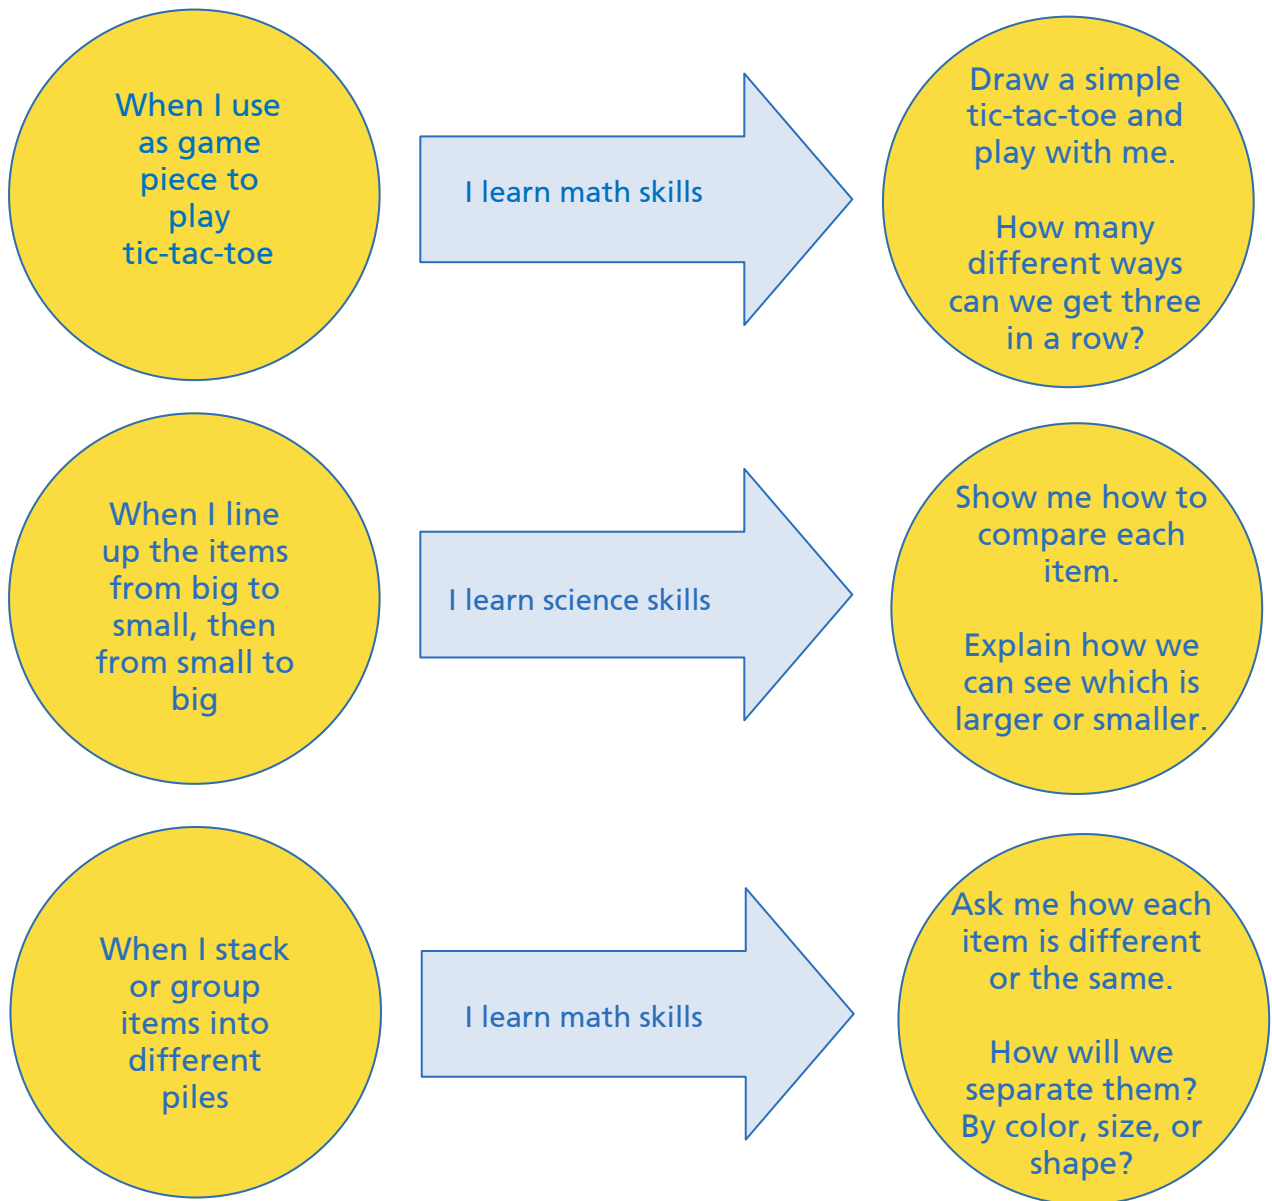 When I use
as game
piece to
play
tic-tac-toe
I learn math skills
Draw a simple
tic-tac-toe and
play with me.
How many
different ways
can we get three
in a row?
When I line
up the items
from big to
small, then
from small to
big
I learn science skills
Show me how to
compare each
item.
Explain how we
can see which is
larger or smaller.
When I stack
or group
items into
different
piles
I learn math skills
Ask me how each
item is different
or the same.
How will we
separate them?
By color, size, or
shape?